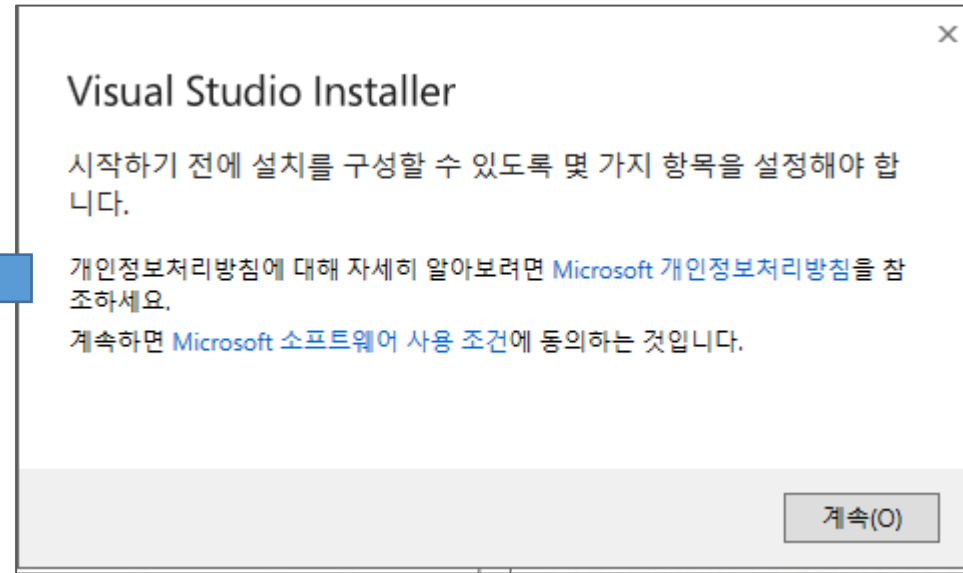 Visual Studio Installer
시작하기 전에 설치를 구성할 수 있도록 몇 가지 항목을 설정해야 합
니다.
개인정보처리방침에 대해 자세히 알아보려면 Microsoft 개인정보처리방침을 참
조하세요.
계속하면 Microsoft 소프트웨어 사용 조건에 동의하는 것입니다.
계속(O)